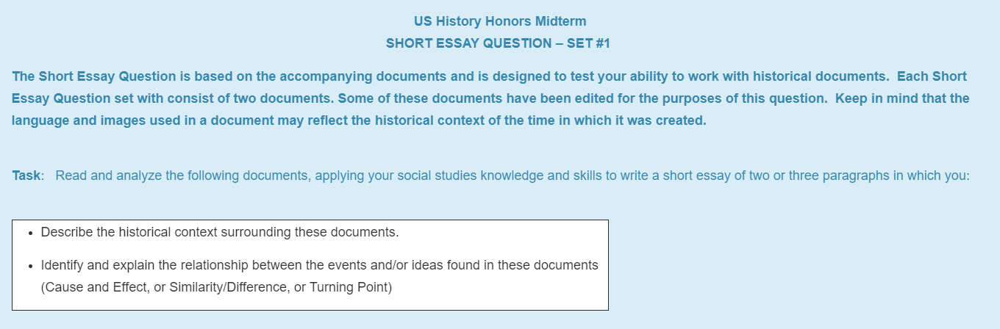 US History Honors Midterm
SHORT ESSAY QUESTION – SET #1
The Short Essay Question is based on the accompanying documents and is designed to test your ability to work with historical documents.  Each Short
Essay Question set with consist of two documents. Some of these documents have been edited for the purposes of this question.  Keep in mind that the
language and images used in a document may reflect the historical context of the time in which it was created.
Task:   Read and analyze the following documents, applying your social studies knowledge and skills to write a short essay of two or three paragraphs in which you:
• Describe the historical context surrounding these documents.
• Identify and explain the relationship between the events and/or ideas found in these documents
(Cause and Effect, or Similarity/Difference, or Turning Point)